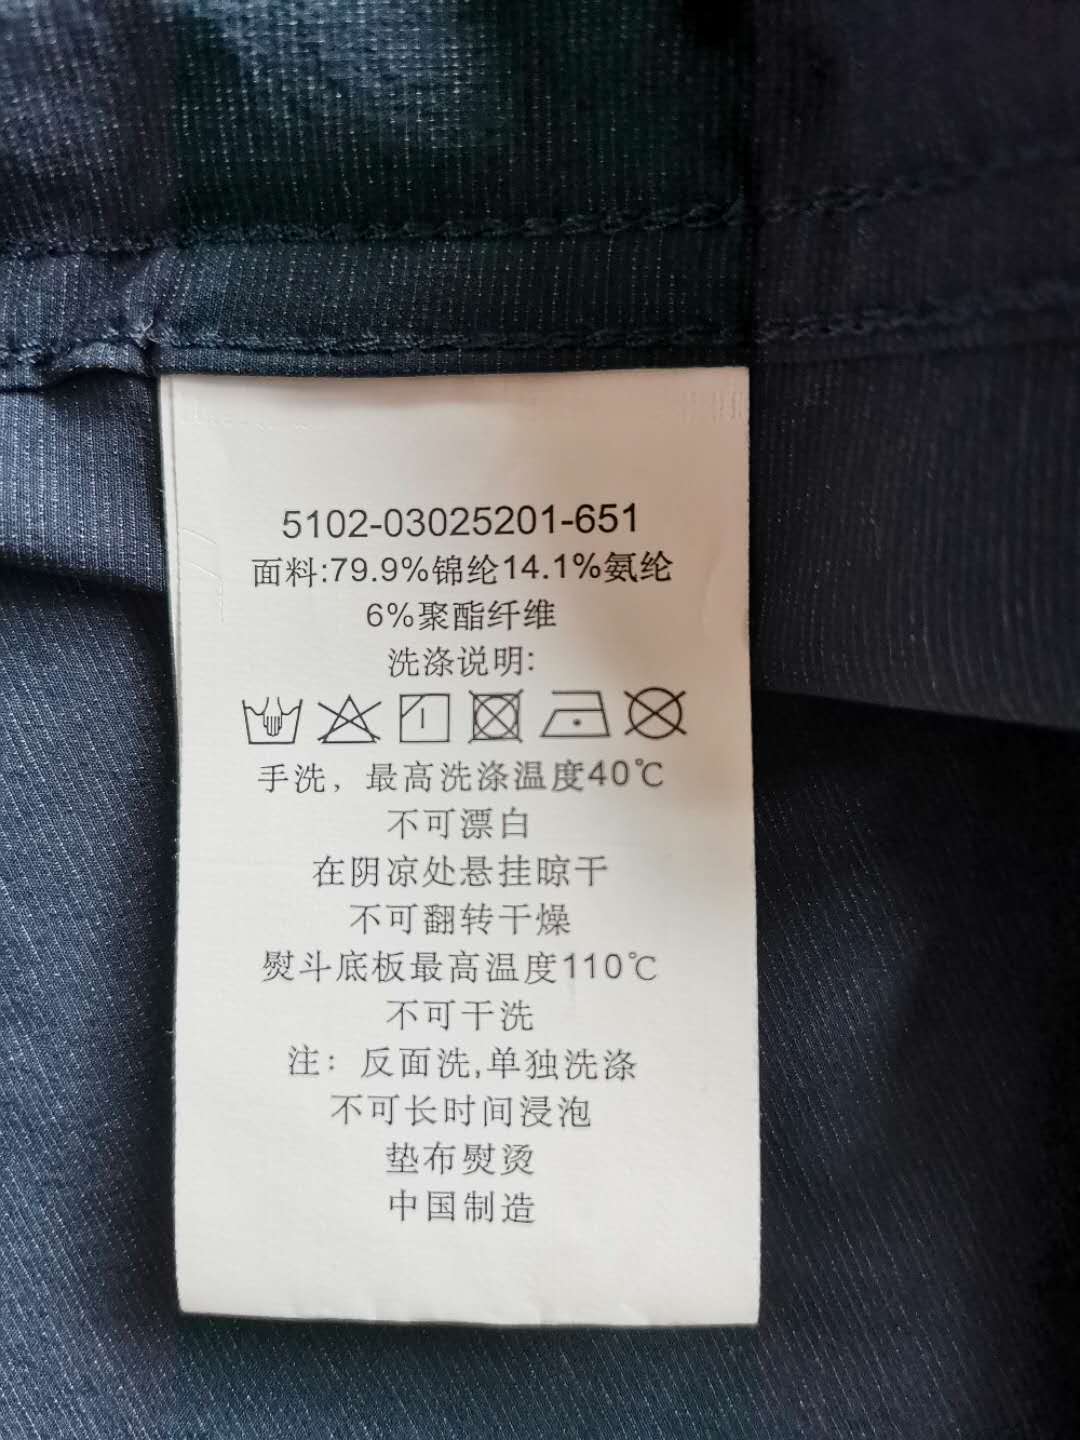 5102-03025201-651
面料:79.9%锦纶14.1%氨纶
6%聚酯纤维
洗涤说明:
手洗，最高洗涤温度40℃
不可漂白
在阴凉处悬挂晾干
不可翻转干燥
熨斗底板最高温度110℃
不可干洗
注：反面洗,单独洗涤
不可长时间浸泡
垫布熨烫
中国制造